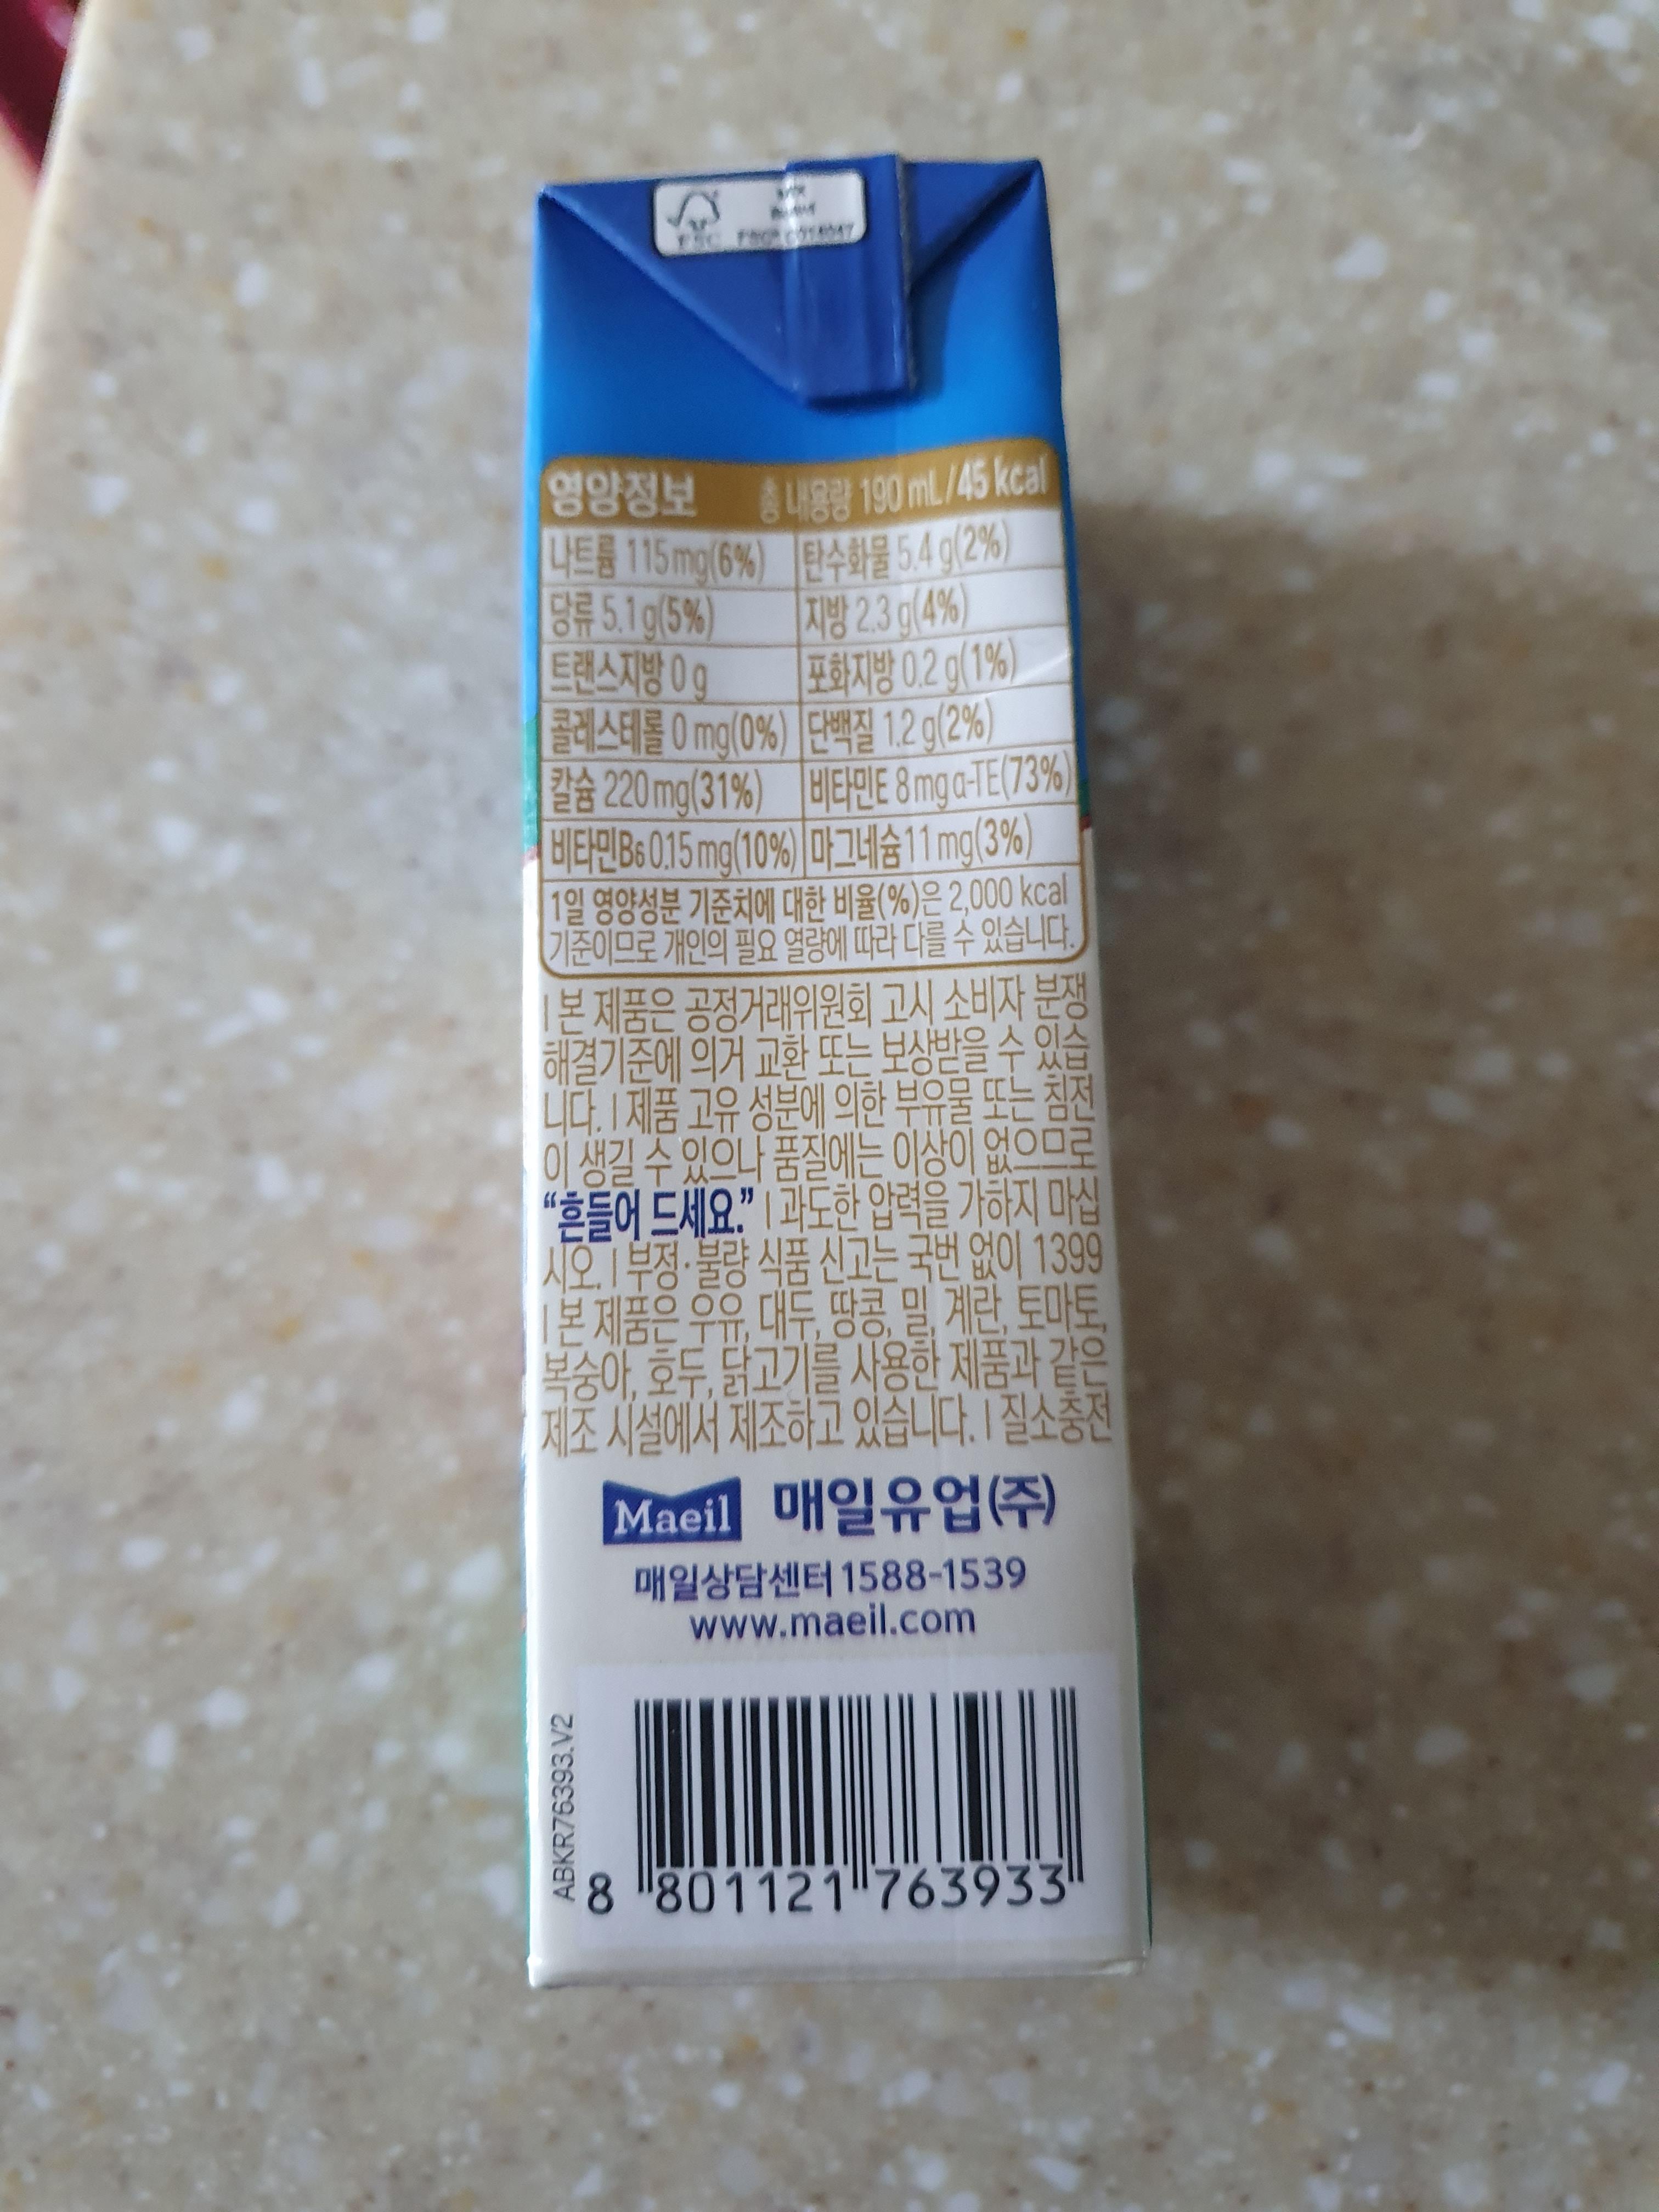 FSC
영양정보 총 내용량 190 mL/45 kcal
나트륨 115mg(6%) 탄수화물 5.4 g(2%)
당류 5.1g(5%) 지방 2.3 g(4%)
트랜스지방 0 g 포화지방 0.2 g(1%)
콜레스테롤 0 mg(0%) 단백질 1.2 g(2%)
칼슘 220mg(31%) 비타민E 8mg α-TE(73%)
비타민B6 0.15mg(10%) 마그네슘 11 mg(3%)
1일 영양성분 기준치에 대한 비율(%)은 2,000 kcal
기준이므로 개인의 필요 열량에 따라 다를 수 있습니다.
| 본 제품은 공정거래위원회 고시 소비자 분쟁
해결기준에 의거 교환 또는 보상받을 수 있습
니다. | 제품 고유 성분에 의한 부유물 또는 침전
이 생길 수 있으나 품질에는 이상이 없으므로
“흔들어 드세요.” | 과도한 압력을 가하지 마십
시오. | 부정·불량 식품 신고는 국번 없이 1399
| 본 제품은 우유, 대두, 땅콩, 밀, 계란, 토마토,
복숭아, 호두, 닭고기를 사용한 제품과 같은
제조 시설에서 제조하고 있습니다. | 질소충전
Maeil 매일유업(주)
매일상담센터 1588-1539
www.maeil.com
ABKR76393.V2
8 801121 763933